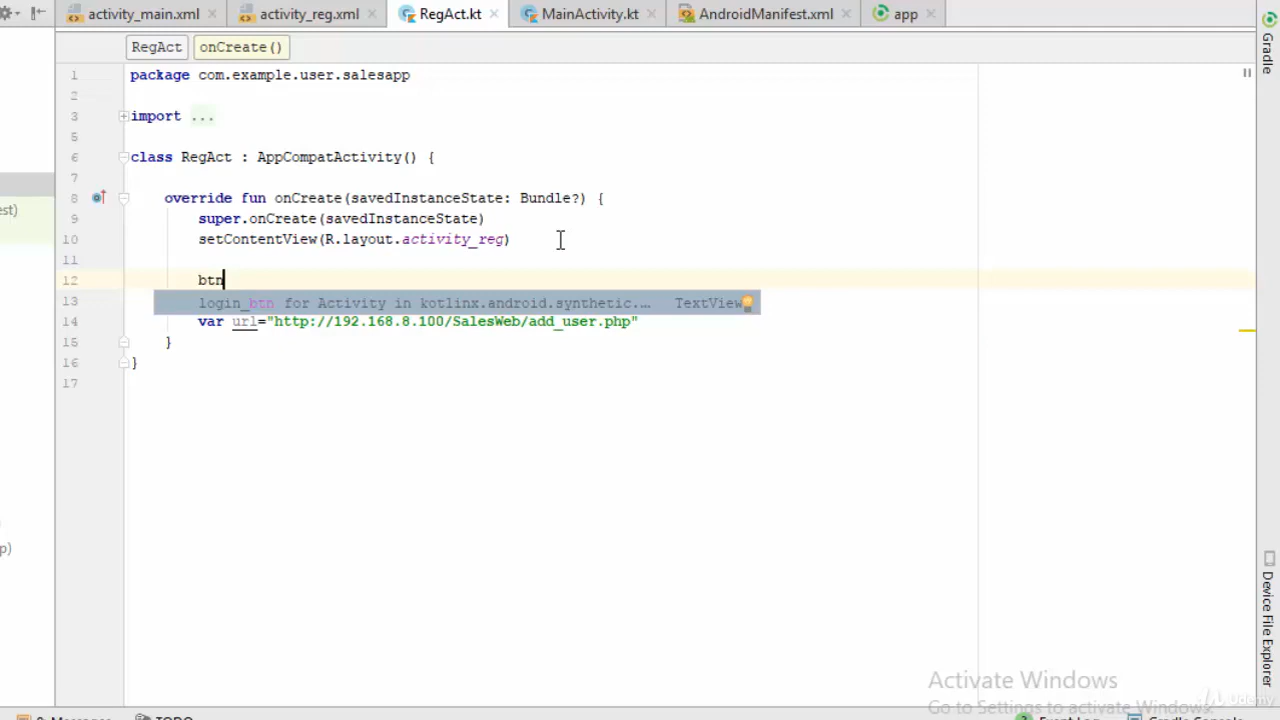 activity_main.xml activity_reg.xml RegAct.kt MainActivity.kt AndroidManifest.xml app
RegAct onCreate()
1 package com.example.user.salesapp
2
3 import ...
5
6 class RegAct : AppCompatActivity() {
7
8 override fun onCreate(savedInstanceState: Bundle?) {
9 super.onCreate(savedInstanceState)
10 setContentView(R.layout.activity_reg)
11
12 btn
login_btn for Activity in kotlinx.android.synthetic.… TextView
13
14 var url="http://192.168.8.100/SalesWeb/add_user.php"
15 }
16 }
17
est)
p)
Gradle
Device File Explorer
Activate Windows
Go to Settings to activate Windows.
Udemy
TODO